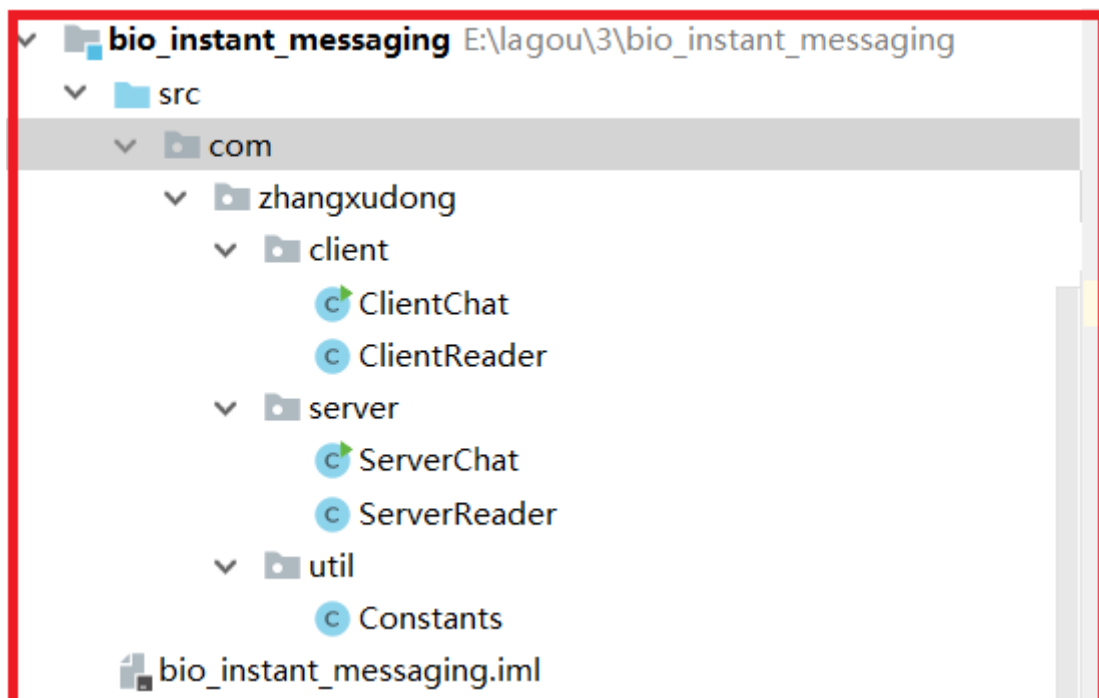 bio_instant_messaging E:\lagou\3\bio_instant_messaging
src
com
zhangxudong
client
ClientChat
ClientReader
server
ServerChat
ServerReader
util
Constants
bio_instant_messaging.iml